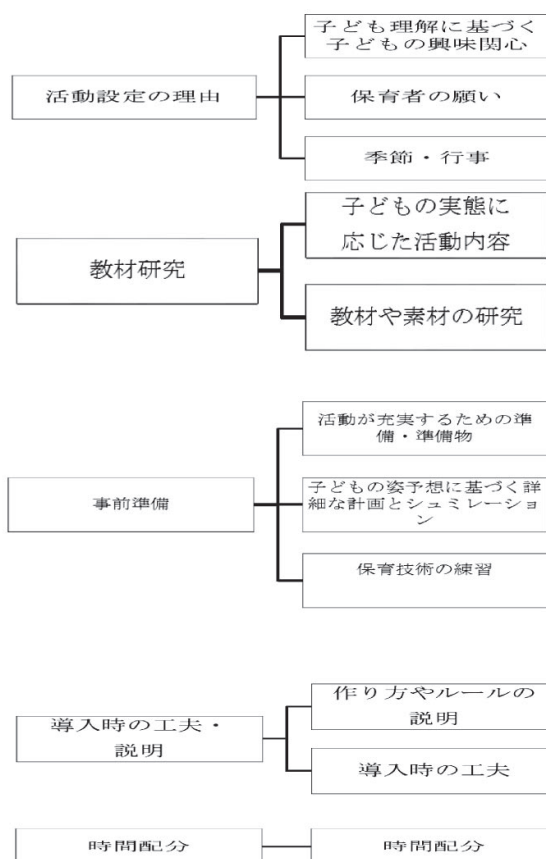 子ども理解に基づく
子どもの興味関心
活動設定の理由
保育者の願い
季節・行事
子どもの実態に
応じた活動内容
教材研究
教材や素材の研究
活動が充実するための準
備・準備物
事前準備
子どもの姿予想に基づく詳
細な計画とシュミレーショ
ン
保育技術の練習
作り方やルールの
説明
導入時の工夫・
説明
導入時の工夫
時間配分
時間配分